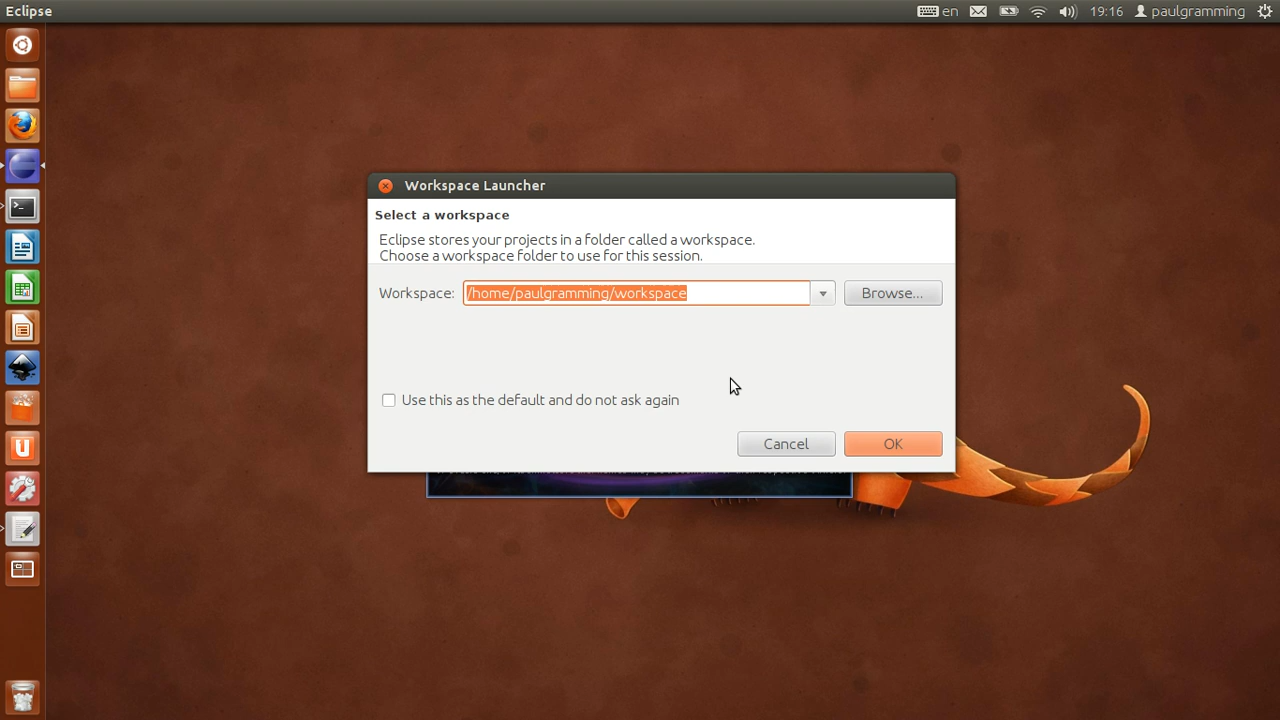 Eclipse
en
19:16
paulgramming
Workspace Launcher
Select a workspace
Eclipse stores your projects in a folder called a workspace.
Choose a workspace folder to use for this session.
Workspace: /home/paulgramming/workspace Browse...
Use this as the default and do not ask again
Cancel OK